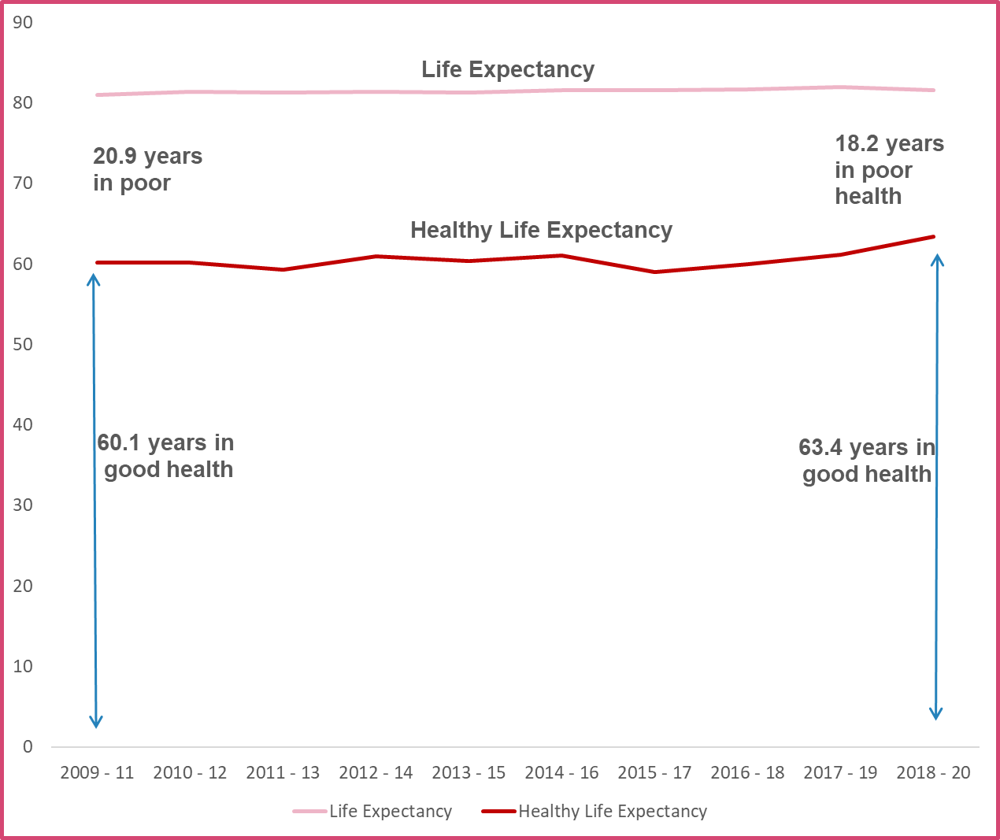 90
80
70
60
50
40
30
20
10
0
Life Expectancy
20.9 years
in poor
18.2 years
in poor
health
Healthy Life Expectancy
60.1 years in
good health
63.4 years in
good health
2009 - 11 2010 - 12 2011 - 13 2012 - 14 2013 - 15 2014 - 16 2015 - 17 2016 - 18 2017 - 19 2018 - 20
Life Expectancy Healthy Life Expectancy